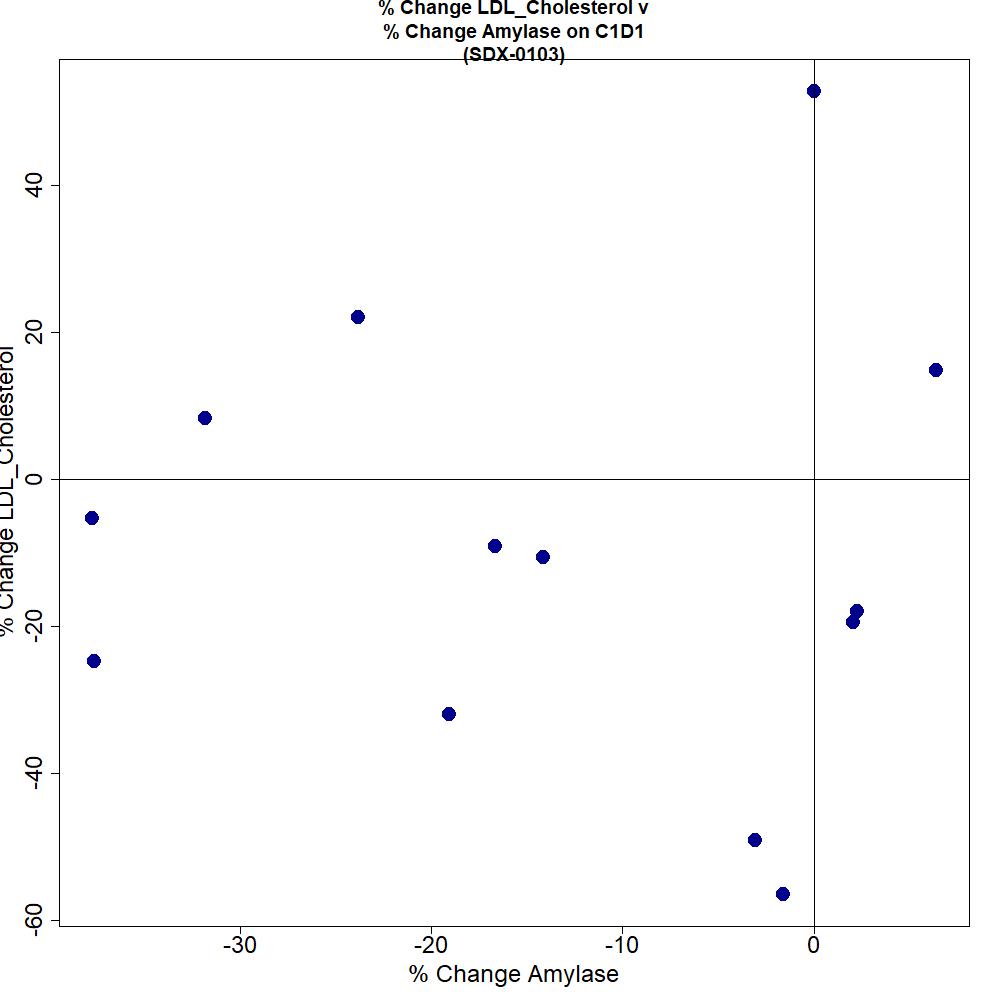 % Change LDL_Cholesterol v
% Change Amylase on C1D1
(SDX-0103)
% Change LDL_Cholesterol
40
20
0
-20
-40
-60
-30
-20
-10
0
% Change Amylase